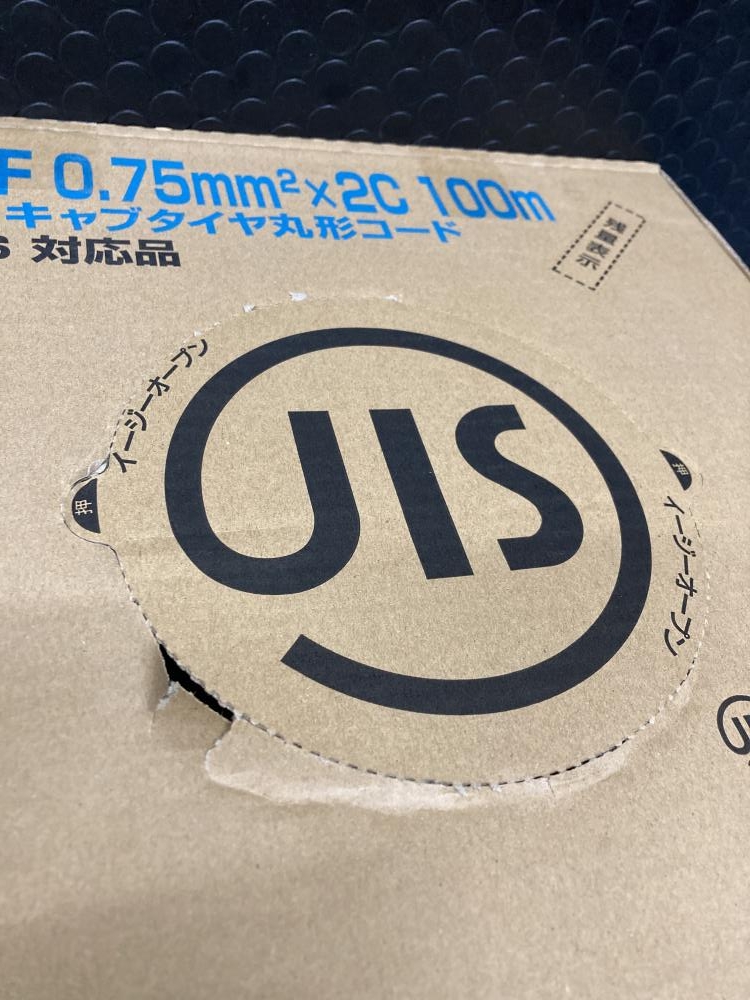 F 0.75mm²×2C 100m
キャブタイヤ丸形コード
対応品
イージーオープン
押
JIS
押
イージーオープン